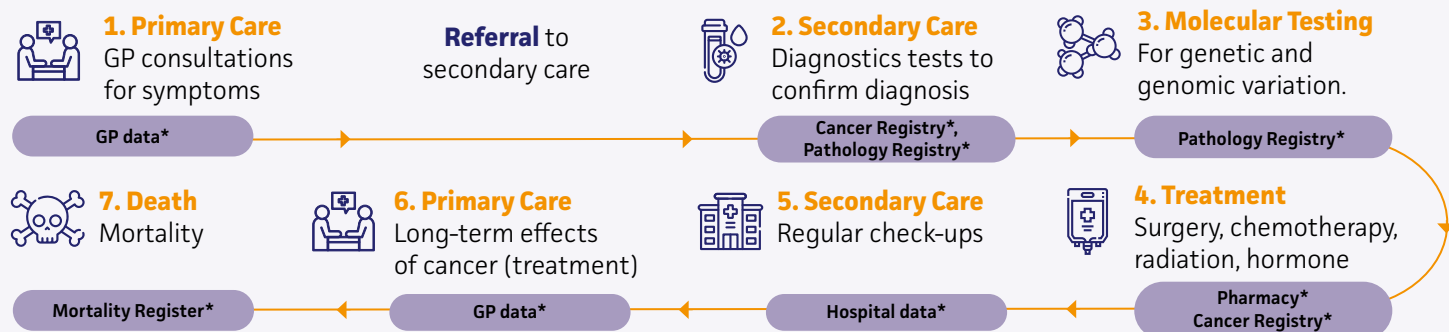 1. Primary Care
GP consultations
for symptoms
GP data*
Referral to
secondary care
2. Secondary Care
Diagnostics tests to
confirm diagnosis
Cancer Registry*,
Pathology Registry*
3. Molecular Testing
For genetic and
genomic variation.
Pathology Registry*
4. Treatment
Surgery, chemotherapy,
radiation, hormone
Pharmacy*
Cancer Registry*
5. Secondary Care
Regular check-ups
Hospital data*
6. Primary Care
Long-term effects
of cancer (treatment)
GP data*
7. Death
Mortality
Mortality Register*